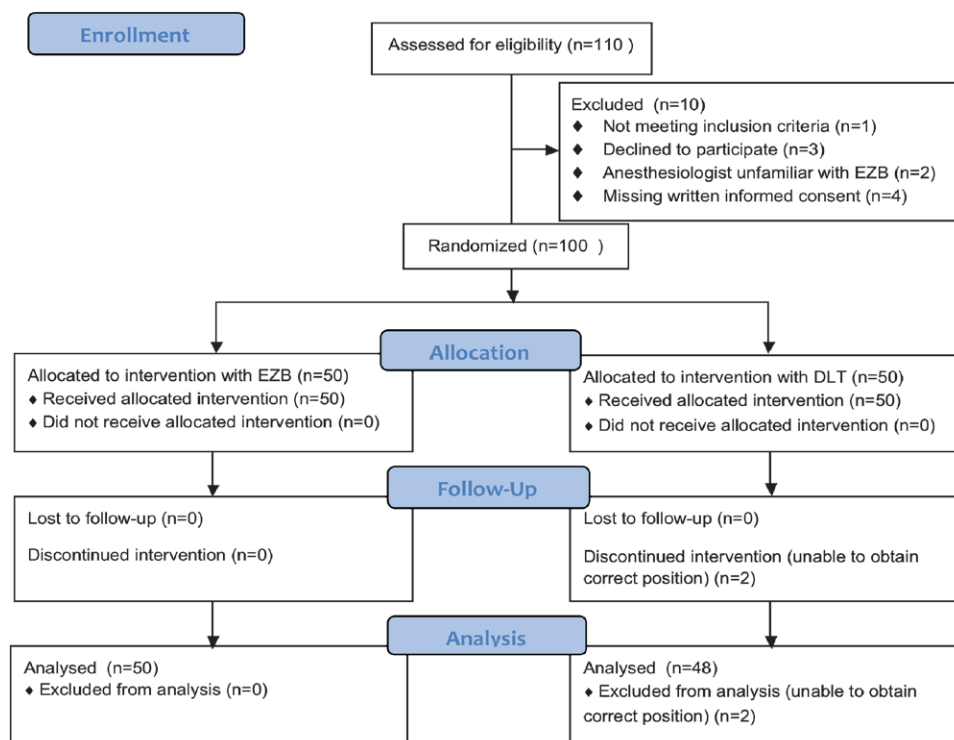 Enrollment
Assessed for eligibility (n=110 )
Excluded (n=10)
♦ Not meeting inclusion criteria (n=1)
♦ Declined to participate (n=3)
♦ Anesthesiologist unfamiliar with EZB (n=2)
♦ Missing written informed consent (n=4)
Randomized (n=100 )
Allocation
Allocated to intervention with EZB (n=50)
♦ Received allocated intervention (n=50)
♦ Did not receive allocated intervention (n=0)
Allocated to intervention with DLT (n=50)
♦ Received allocated intervention (n=50)
♦ Did not receive allocated intervention (n=0)
Follow-Up
Lost to follow-up (n=0)
Discontinued intervention (n=0)
Lost to follow-up (n=0)
Discontinued intervention (unable to obtain
correct position) (n=2)
Analysis
Analysed (n=50)
♦ Excluded from analysis (n=0)
Analysed (n=48)
♦ Excluded from analysis (unable to obtain
correct position) (n=2)